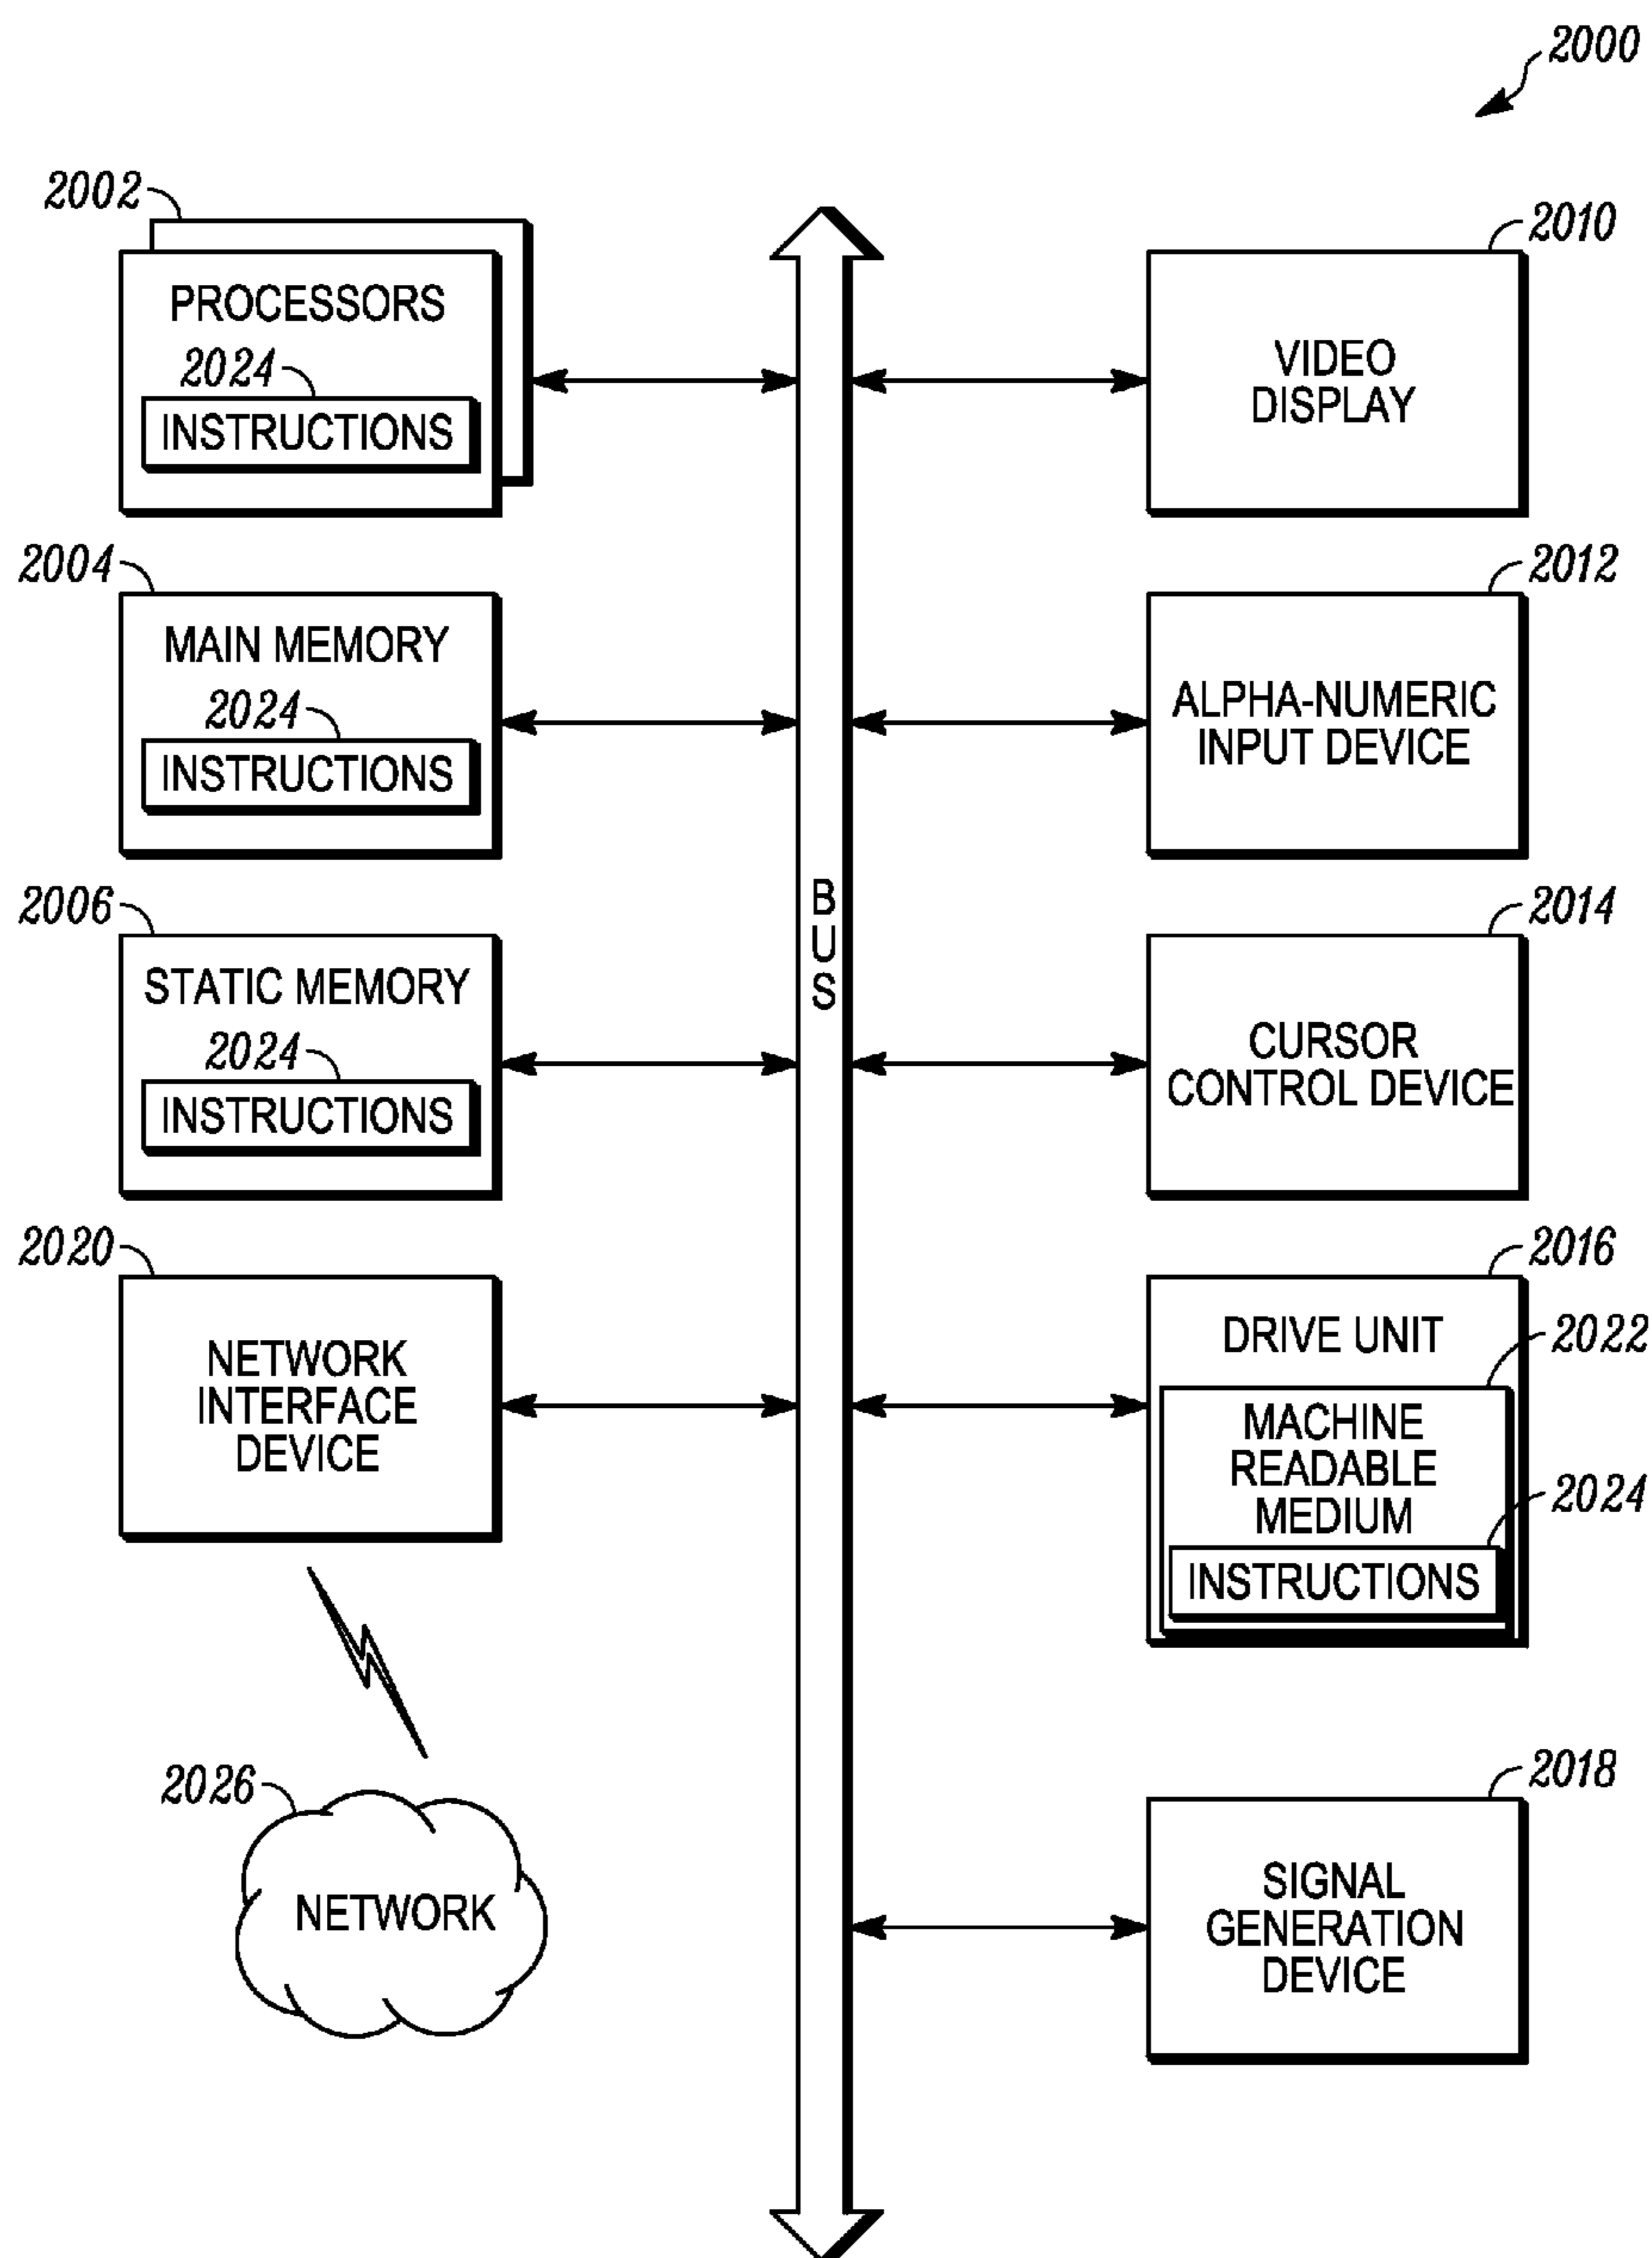 2000
2002
PROCESSORS
2024
INSTRUCTIONS
2004
MAIN MEMORY
2024
INSTRUCTIONS
2006
STATIC MEMORY
2024
INSTRUCTIONS
2020
NETWORK
INTERFACE
DEVICE
2026
NETWORK
BUS
2010
VIDEO
DISPLAY
2012
ALPHA-NUMERIC
INPUT DEVICE
2014
CURSOR
CONTROL DEVICE
2016
DRIVE UNIT
2022
MACHINE
READABLE
MEDIUM
2024
INSTRUCTIONS
2018
SIGNAL
GENERATION
DEVICE